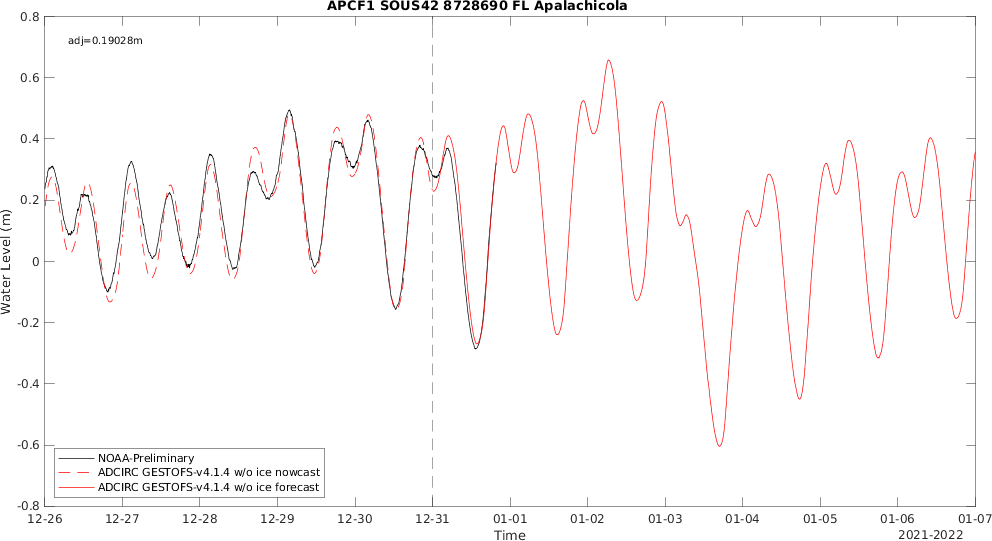 APCF1 SOUS42 8728690 FL Apalachicola
adj=0.19028m
0.8
0.6
0.4
0.2
0
-0.2
-0.4
-0.6
-0.8
Water Level (m)
NOAA-Preliminary
ADCIRC GESTOFS-v4.1.4 w/o ice nowcast
ADCIRC GESTOFS-v4.1.4 w/o ice forecast
12-26 12-27 12-28 12-29 12-30 12-31 01-01 01-02 01-03 01-04 01-05 01-06 01-07
Time
2021-2022